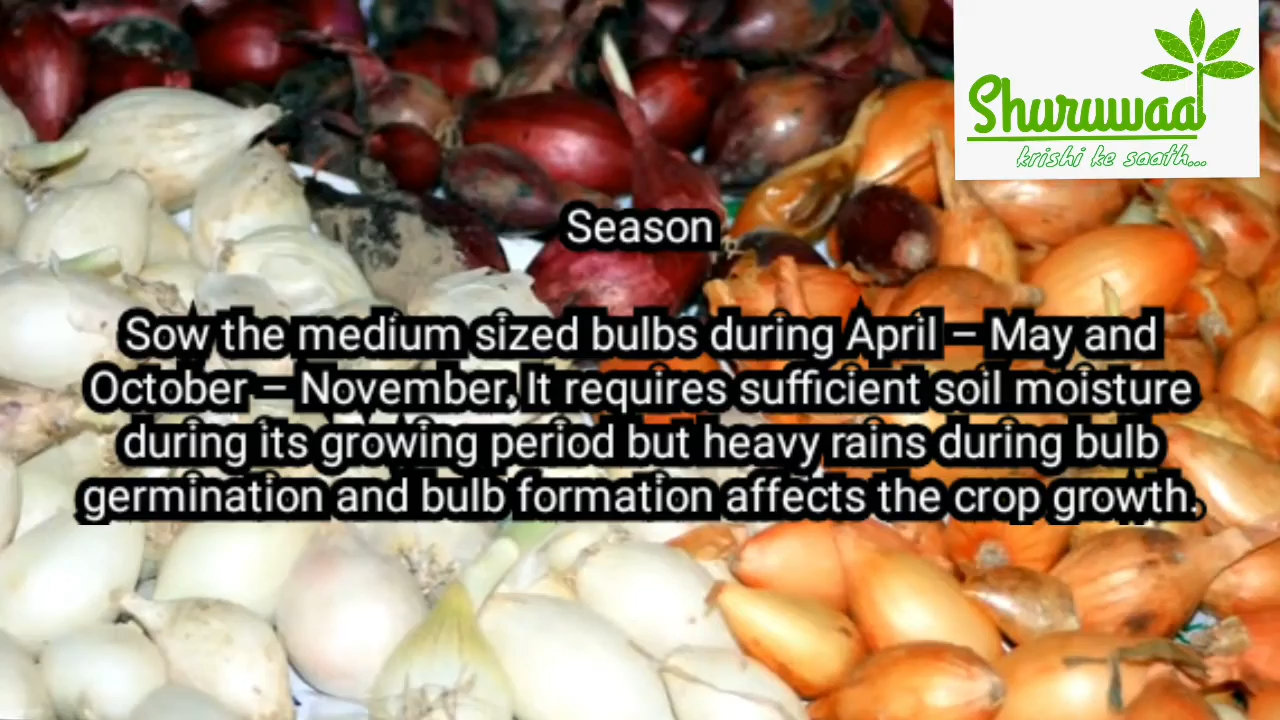 Shuruwaat
krishi ke saath...
Season
Sow the medium sized bulbs during April – May and
October – November, It requires sufficient soil moisture
during its growing period but heavy rains during bulb
germination and bulb formation affects the crop growth.